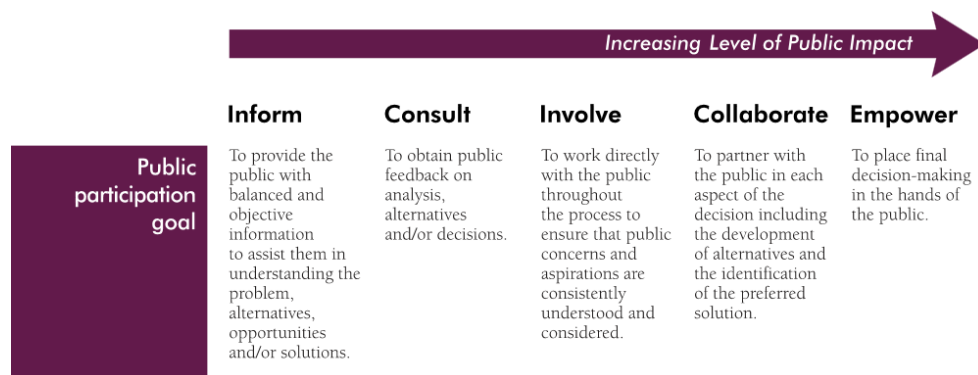 Increasing Level of Public Impact
Inform
Consult
Involve
Collaborate
Empower
Public
participation
goal
To provide the
public with
balanced and
objective
information
to assist them in
understanding the
problem,
alternatives,
opportunities
and/or solutions.
To obtain public
feedback on
analysis,
alternatives
and/or decisions.
To work directly
with the public
throughout
the process to
ensure that public
concerns and
aspirations are
consistently
understood and
considered.
To partner with
the public in each
aspect of the
decision including
the development
of alternatives and
the identification
of the preferred
solution.
To place final
decision-making
in the hands of
the public.